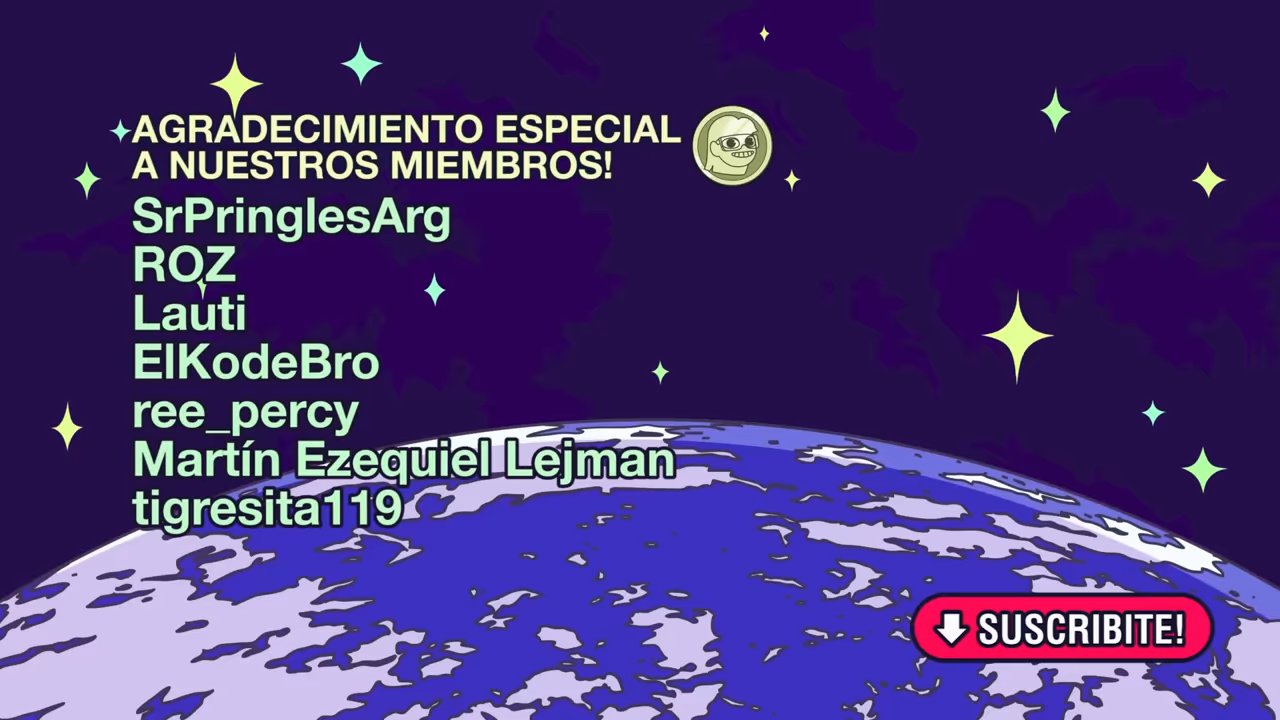 AGRADECIMIENTO ESPECIAL
A NUESTROS MIEMBROS!
SrPringlesArg
ROZ
Lauti
ElKodeBro
ree_percy
Martín Ezequiel Lejman
tigresita119
SUSCRIBITE!